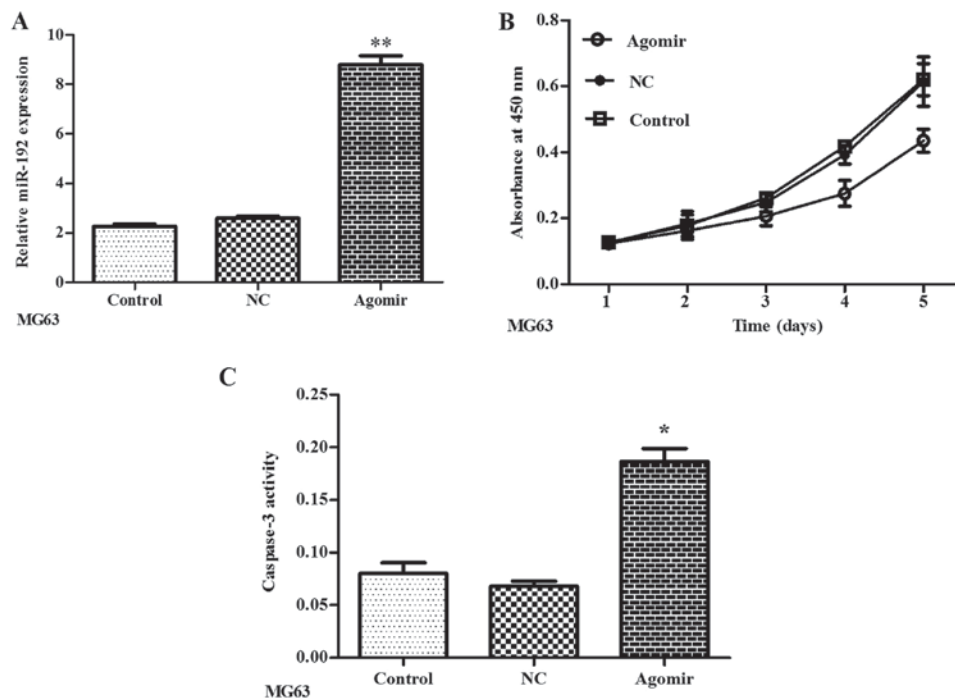 A
Relative miR-192 expression
10
8
6
4
2
0
**
Control NC Agomir
MG63
B
Absorbance at 450 nm
0.8
0.6
0.4
0.2
0.0
Agomir
NC
Control
1 2 3 4 5
MG63 Time (days)
C
Caspase-3 activity
0.25
0.20
0.15
0.10
0.05
0.00
*
Control NC Agomir
MG63